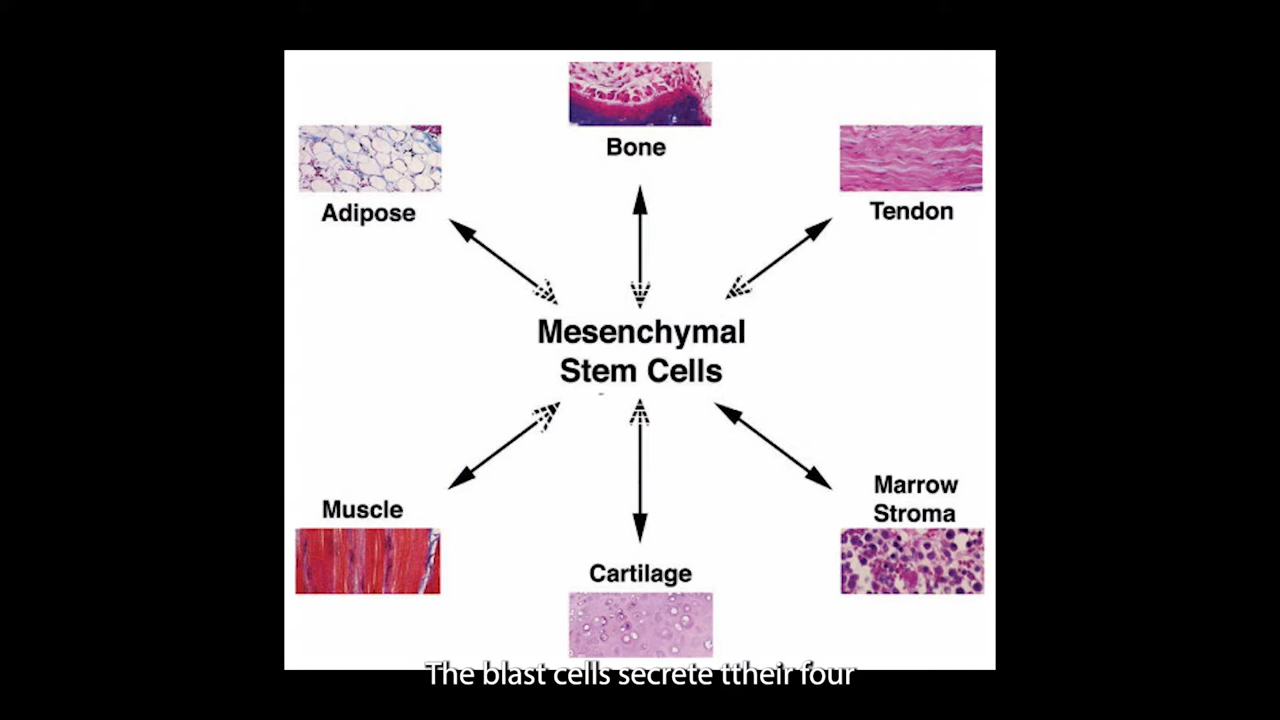 Bone
Adipose
Tendon
Mesenchymal
Stem Cells
Muscle
Marrow
Stroma
Cartilage
The blast cells secrete ttheir four